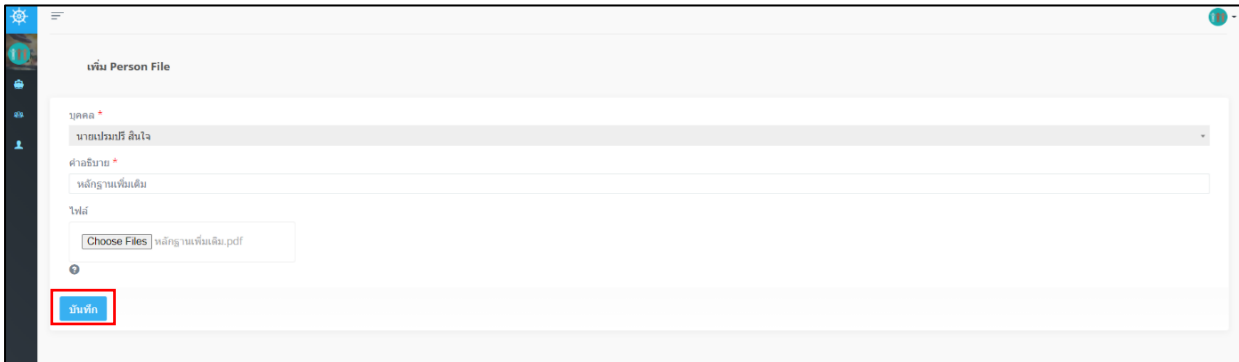 เพิ่ม Person File
บุคคล *
นายเปรมปรี สินใจ
คำอธิบาย *
หลักฐานเพิ่มเติม
ไฟล์
Choose Files หลักฐานเพิ่มเติม.pdf
บันทึก